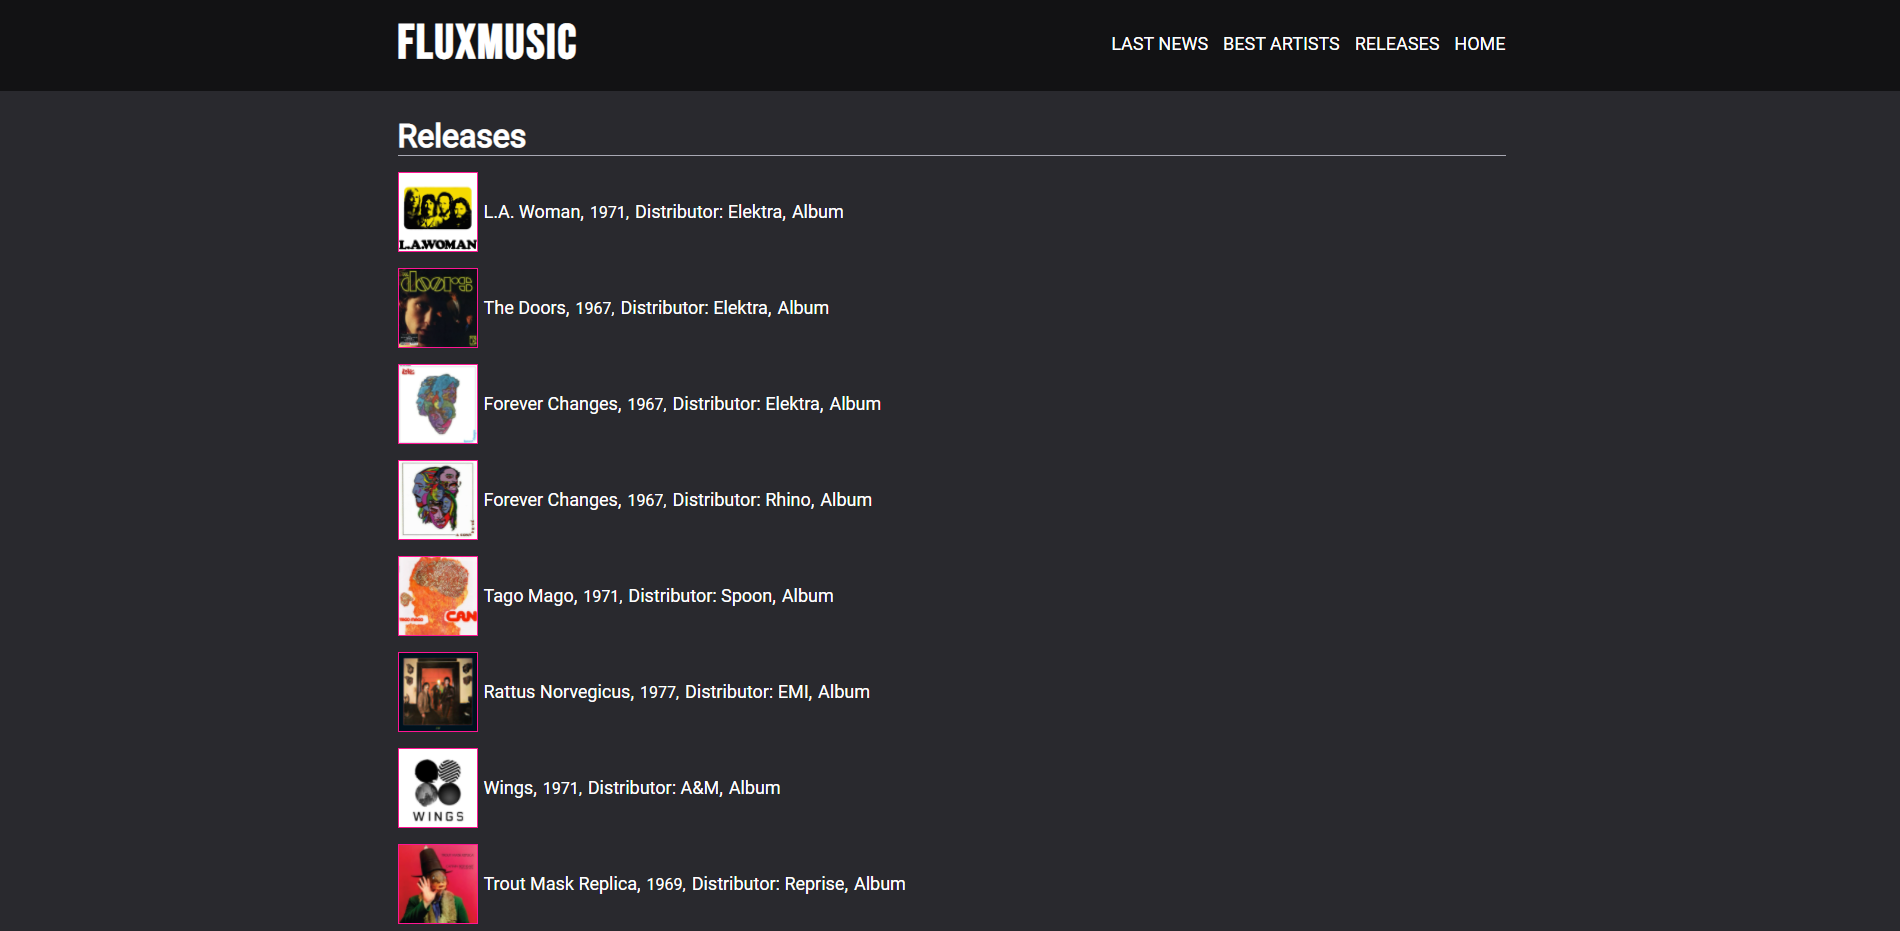 FLUXMUSIC
LAST NEWS BEST ARTISTS RELEASES HOME
Releases
L.A.WOMAN
L.A. Woman, 1971, Distributor: Elektra, Album
doors
The Doors, 1967, Distributor: Elektra, Album
Forever Changes, 1967, Distributor: Elektra, Album
Forever Changes, 1967, Distributor: Rhino, Album
CAN
Tago Mago, 1971, Distributor: Spoon, Album
Rattus Norvegicus, 1977, Distributor: EMI, Album
WINGS
Wings, 1971, Distributor: A&M, Album
Trout Mask Replica, 1969, Distributor: Reprise, Album